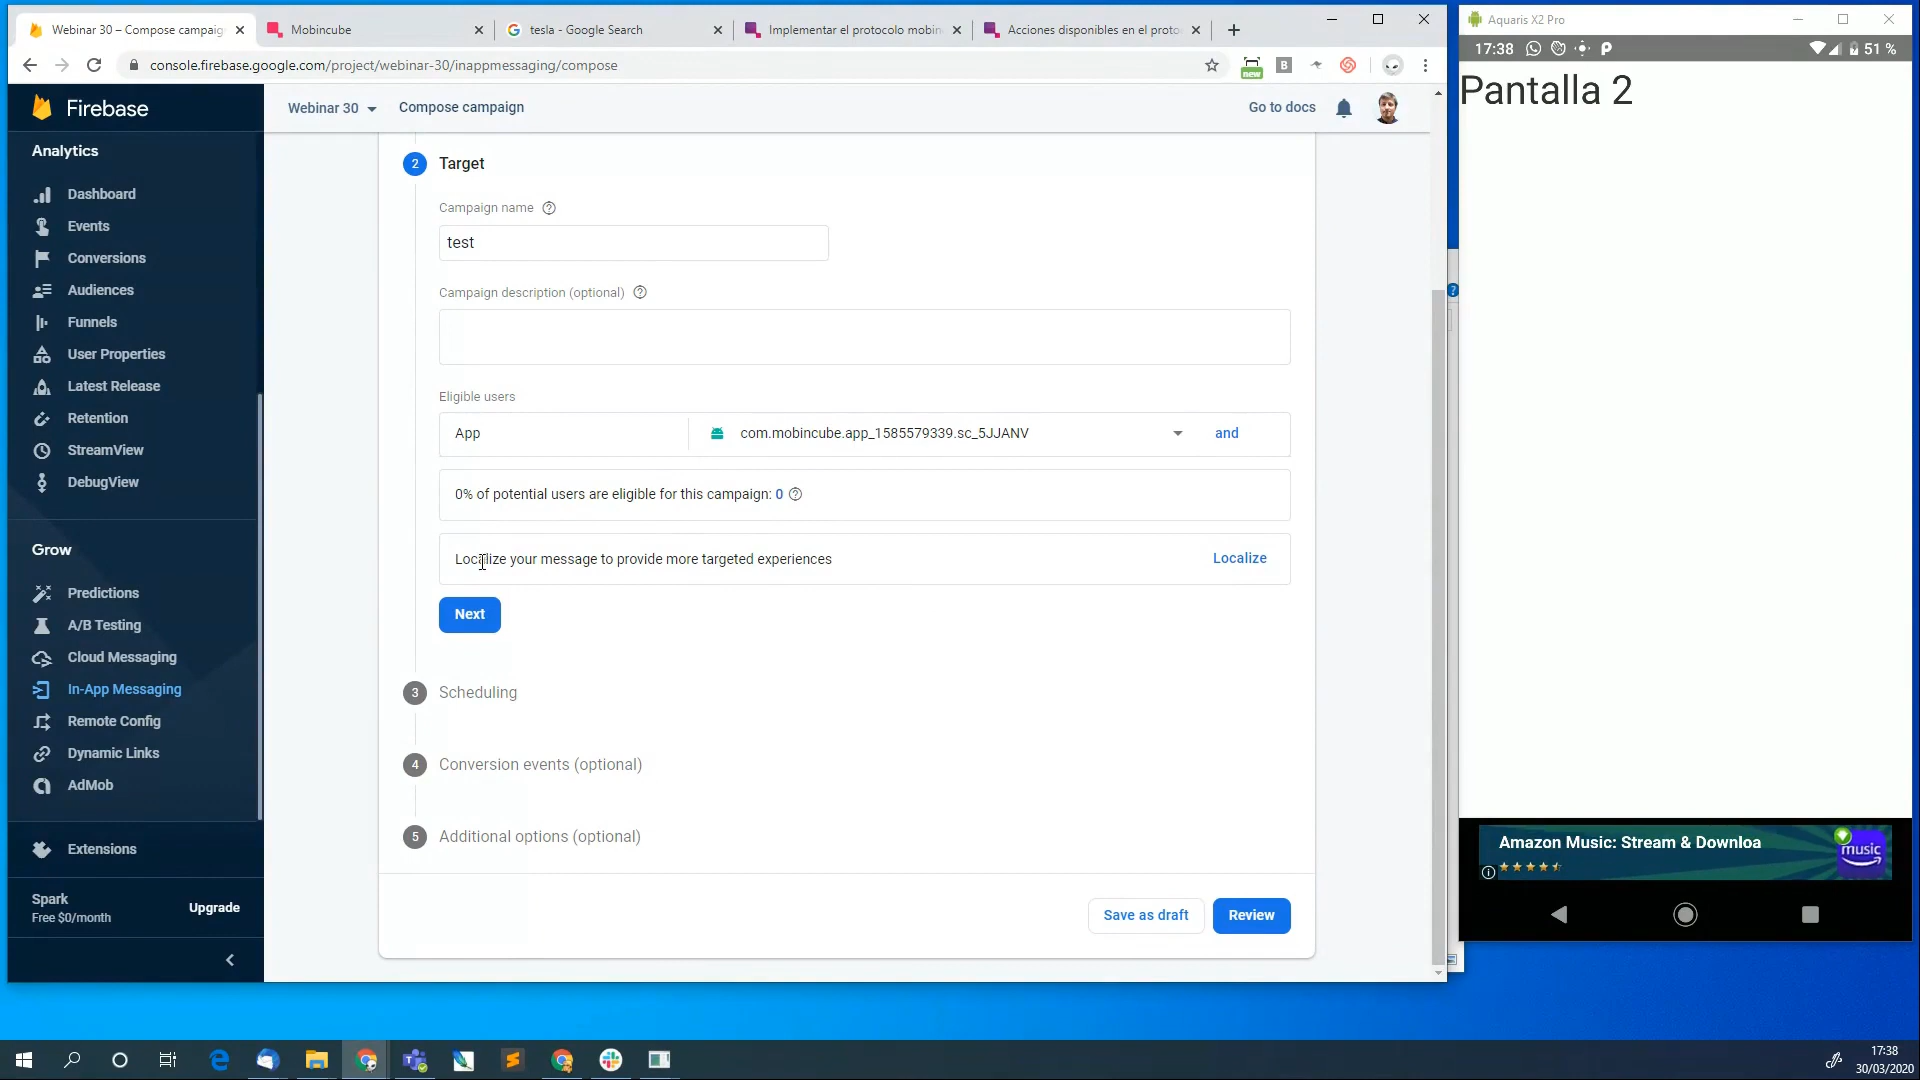 Webinar 30 – Compose campaig
Mobincube
tesla - Google Search
Implementar el protocolo mobin
Acciones disponibles en el proto
console.firebase.google.com/project/webinar-30/inappmessaging/compose
new
B
Firebase
Webinar 30
Compose campaign
Go to docs
Analytics
Dashboard
Events
Conversions
Audiences
Funnels
User Properties
Latest Release
Retention
StreamView
DebugView
Grow
Predictions
A/B Testing
Cloud Messaging
In-App Messaging
Remote Config
Dynamic Links
AdMob
Extensions
Spark
Free $0/month
Upgrade
2 Target
Campaign name
test
Campaign description (optional)
Eligible users
App
com.mobincube.app_1585579339.sc_5JJANV
and
0% of potential users are eligible for this campaign: 0
Localize your message to provide more targeted experiences
Localize
Next
3 Scheduling
4 Conversion events (optional)
5 Additional options (optional)
Save as draft
Review
Aquaris X2 Pro
17:38
51 %
Pantalla 2
Amazon Music: Stream & Downloa
music
17:38
30/03/2020